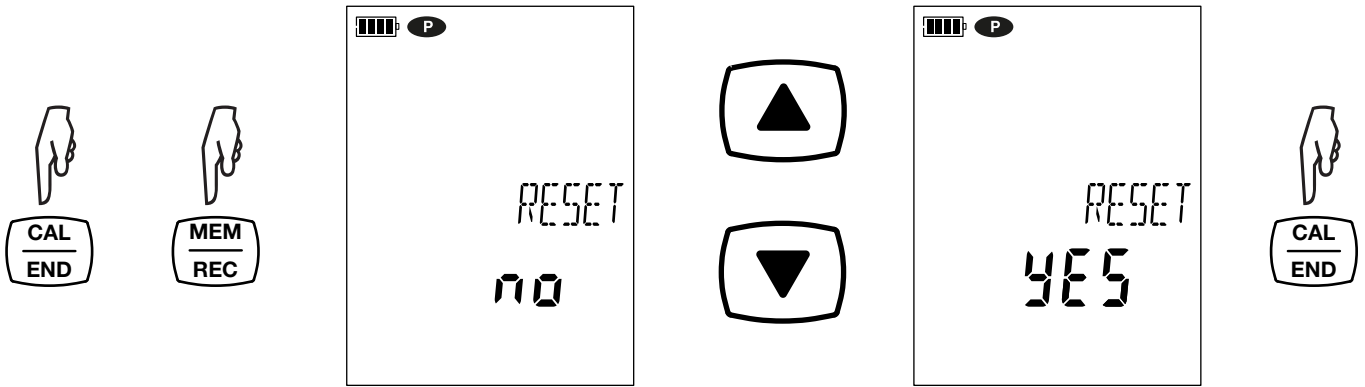 CAL
END
MEM
REC
P
RESET
no
P
RESET
YES
CAL
END